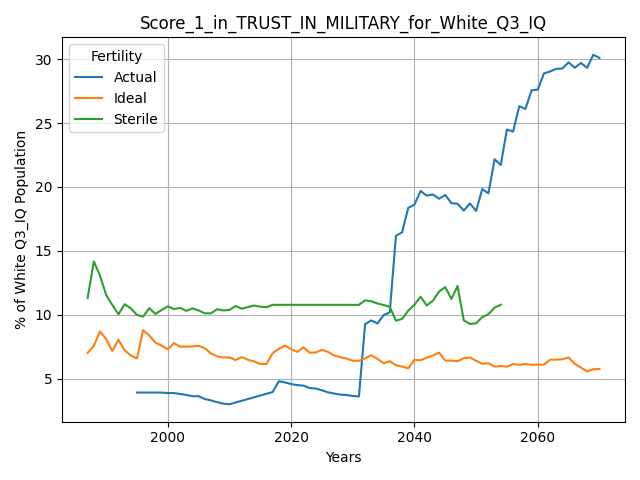 Score_1_in_TRUST_IN_MILITARY_for_White_Q3_IQ
Fertility
Actual
Ideal
Sterile
% of White Q3_IQ Population
30
25
20
15
10
5
2000
2020
2040
2060
Years